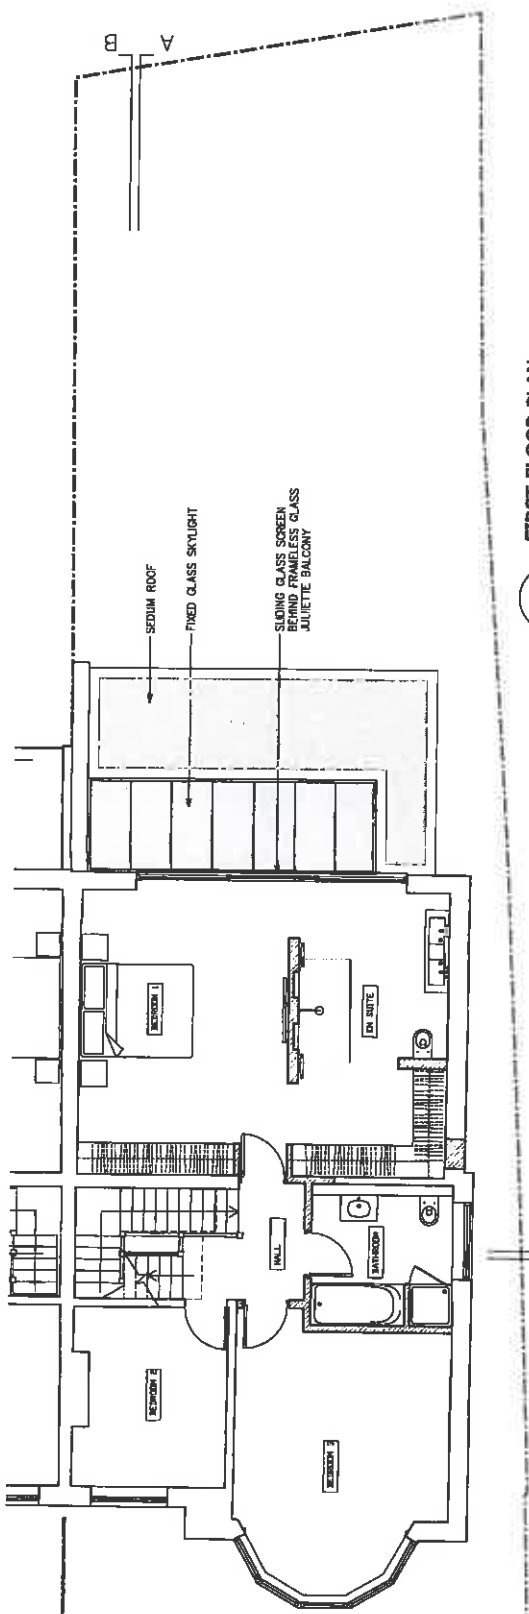 B
A
SEDUM ROOF
FIXED GLASS SKYLIGHT
SLIDING GLASS SCREEN
BEHIND FRAMELESS GLASS
JULIETTE BALCONY
BEDROOM 1
EN SUITE
HALL
BATHROOM
BEDROOM 2
BEDROOM 3
FIRST FLOOR PLAN